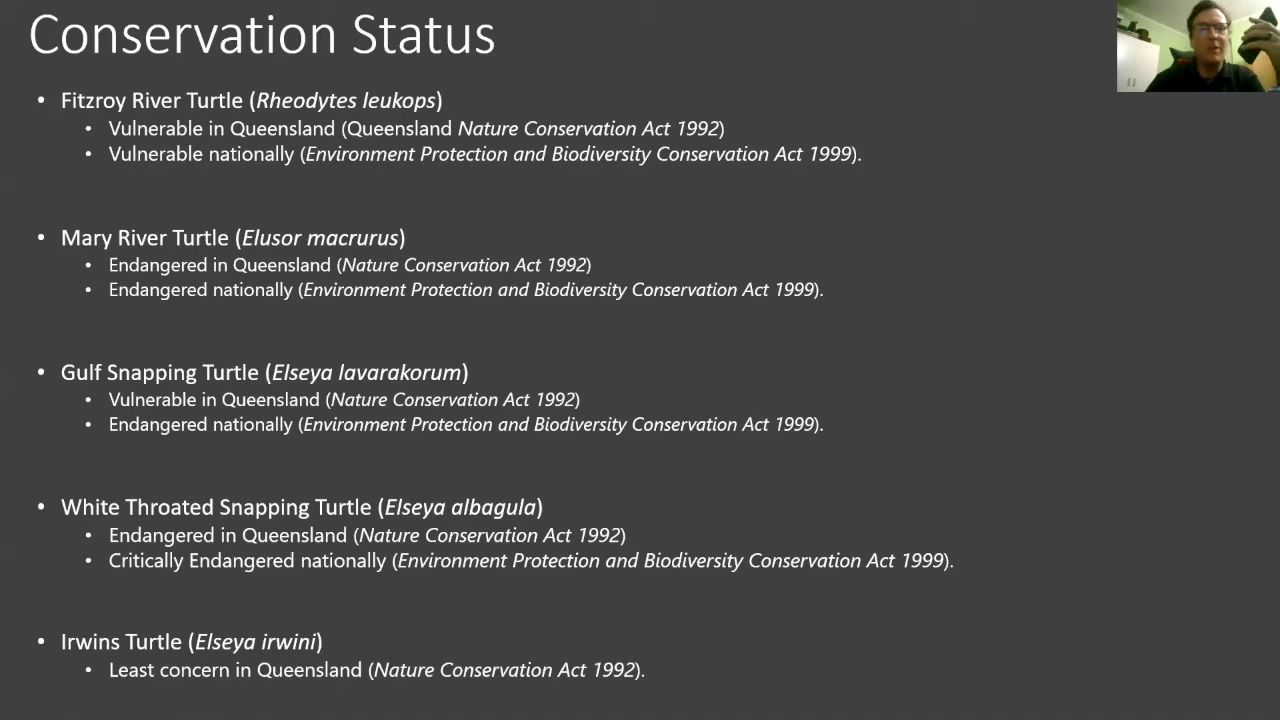 Conservation Status
• Fitzroy River Turtle (Rheodytes leukops)
• Vulnerable in Queensland (Queensland Nature Conservation Act 1992)
• Vulnerable nationally (Environment Protection and Biodiversity Conservation Act 1999).
• Mary River Turtle (Elusor macrurus)
• Endangered in Queensland (Nature Conservation Act 1992)
• Endangered nationally (Environment Protection and Biodiversity Conservation Act 1999).
• Gulf Snapping Turtle (Elseya lavarakorum)
• Vulnerable in Queensland (Nature Conservation Act 1992)
• Endangered nationally (Environment Protection and Biodiversity Conservation Act 1999).
• White Throated Snapping Turtle (Elseya albagula)
• Endangered in Queensland (Nature Conservation Act 1992)
• Critically Endangered nationally (Environment Protection and Biodiversity Conservation Act 1999).
• Irwins Turtle (Elseya irwini)
• Least concern in Queensland (Nature Conservation Act 1992).